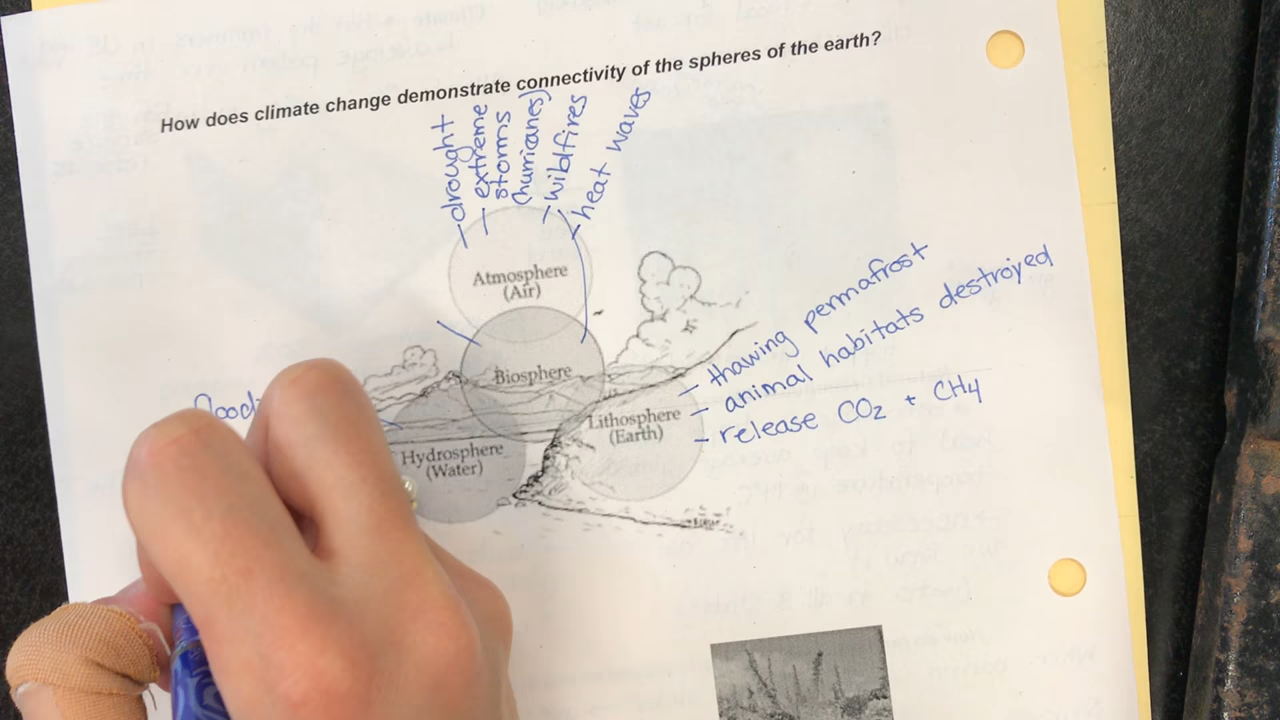 How does climate change demonstrate connectivity of the spheres of the earth?
- drought
- extreme
storms
(hurricanes)
- wildfires
- heat waves
Atmosphere
(Air)
Biosphere
Lithosphere
(Earth)
Hydrosphere
(Water)
- thawing permafrost
- animal habitats destroyed
- release CO2 + CH4